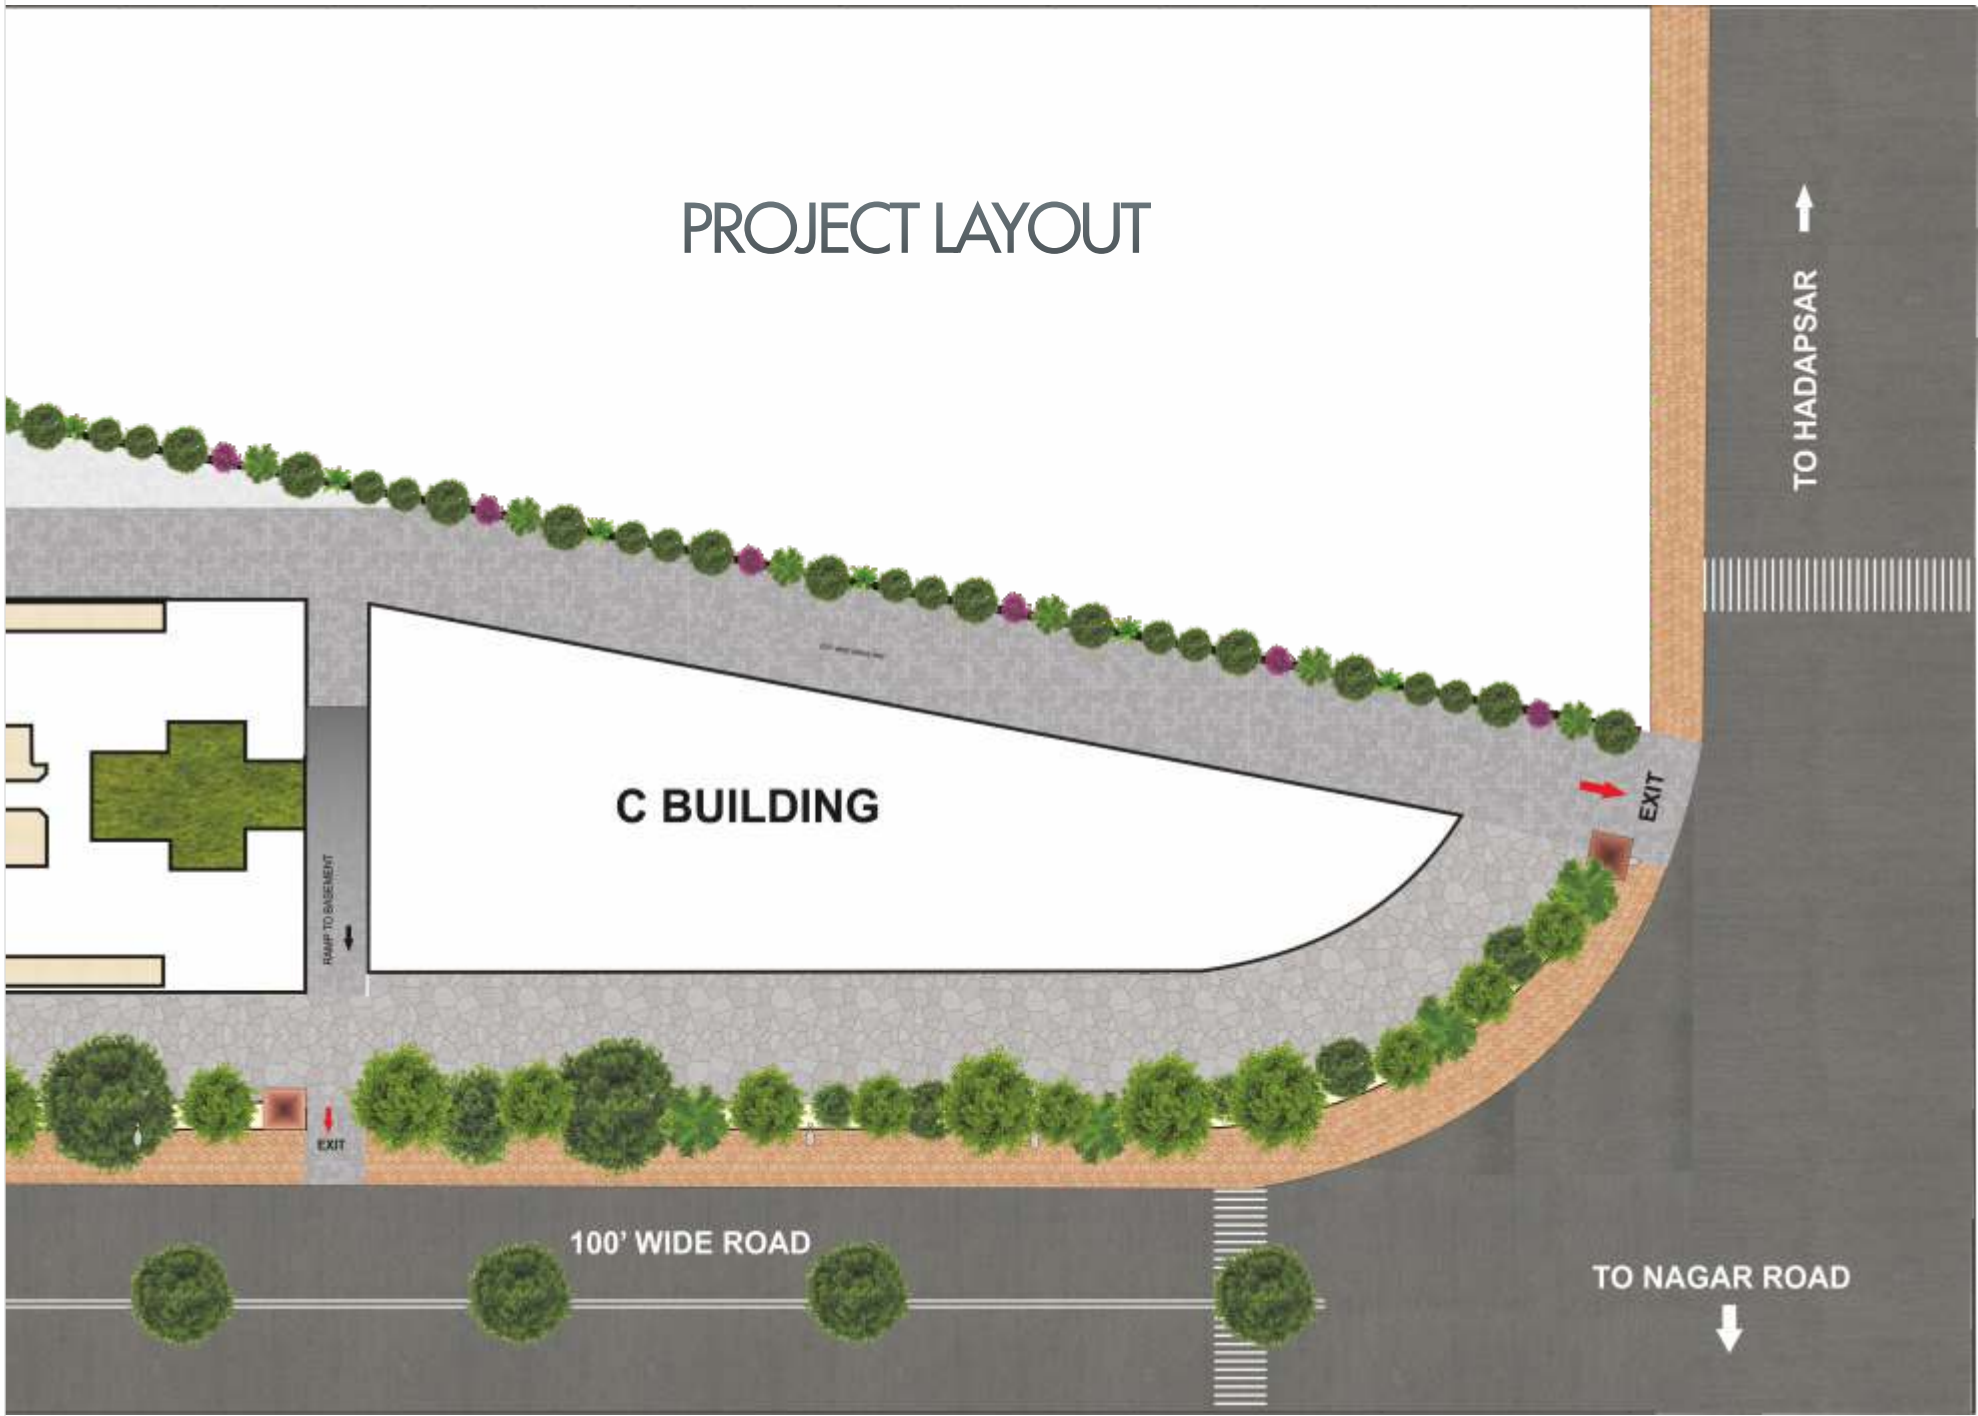 PROJECT LAYOUT
TO HADAPSAR
EXIT
C BUILDING
RAMP TO BASEMENT
EXIT
100' WIDE ROAD
TO NAGAR ROAD